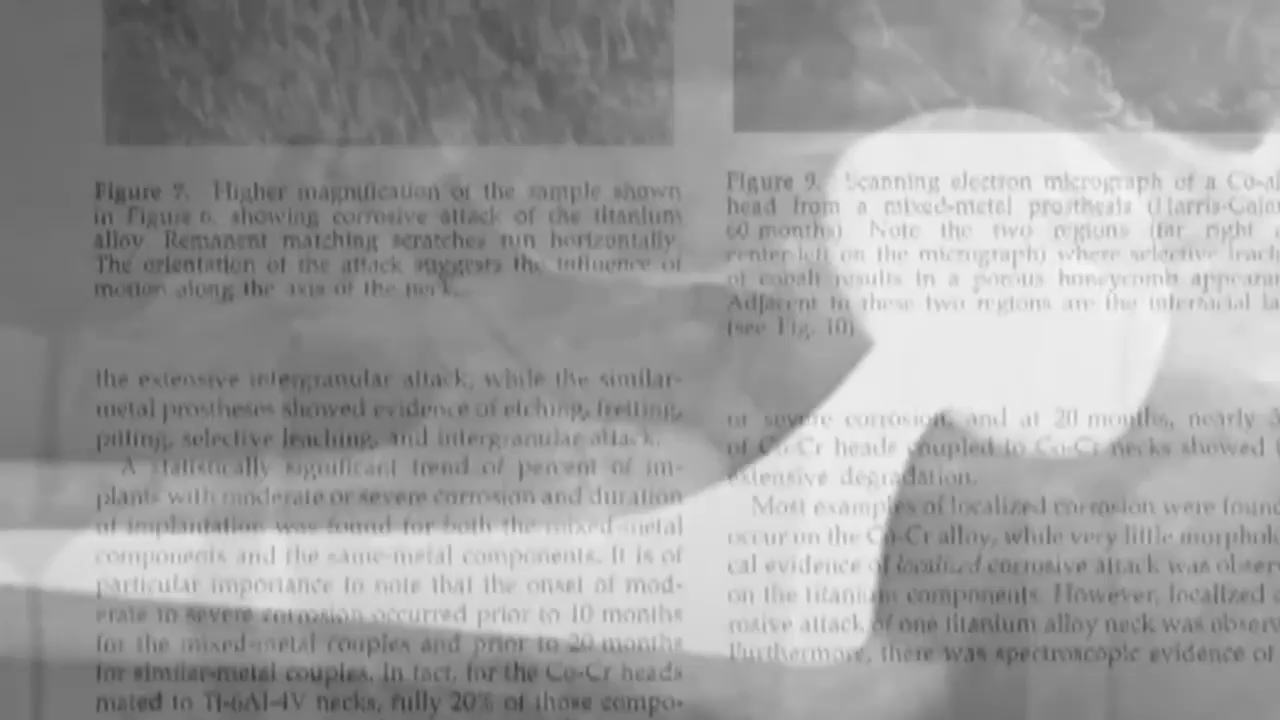 Figure 7. Higher magnification of the sample shown
in Figure 6, showing corrosive attack of the titanium
alloy. Remanent matching scratches run horizontally.
The orientation of the attack suggests the influence of
motion along the axis of the neck.
the extensive intergranular attack, while the similar-
metal prostheses showed evidence of etching, fretting,
pitting, selective leaching, and intergranular attack.
A statistically significant trend of percent of im-
plants with moderate or severe corrosion and duration
of implantation was found for both the mixed-metal
components and the same-metal components. It is of
particular importance to note that the onset of mod-
erate to severe corrosion occurred prior to 10 months
for the mixed-metal couples and prior to 20 months
for similar-metal couples. In fact, for the Co-Cr heads
mated to Ti-6Al-4V necks, fully 20% of those compo-
Figure 9. Scanning electron micrograph of a Co-al
head from a mixed-metal prosthesis (Harris-Galan
60 months). Note the two regions (far right a
center left on the micrograph) where selective leach
of cobalt results in a porous honeycomb appearan
Adjacent to these two regions are the interfacial la
(see Fig. 10)
or severe corrosion, and at 20 months, nearly 3
of Co-Cr heads coupled to Co-Cr necks showed
extensive degradation.
Most examples of localized corrosion were found
occur on the Co-Cr alloy, while very little morphol
cal evidence of localized corrosive attack was observ
on the titanium components. However, localized c
rosive attack of one titanium alloy neck was observ
Furthermore, there was spectroscopic evidence of